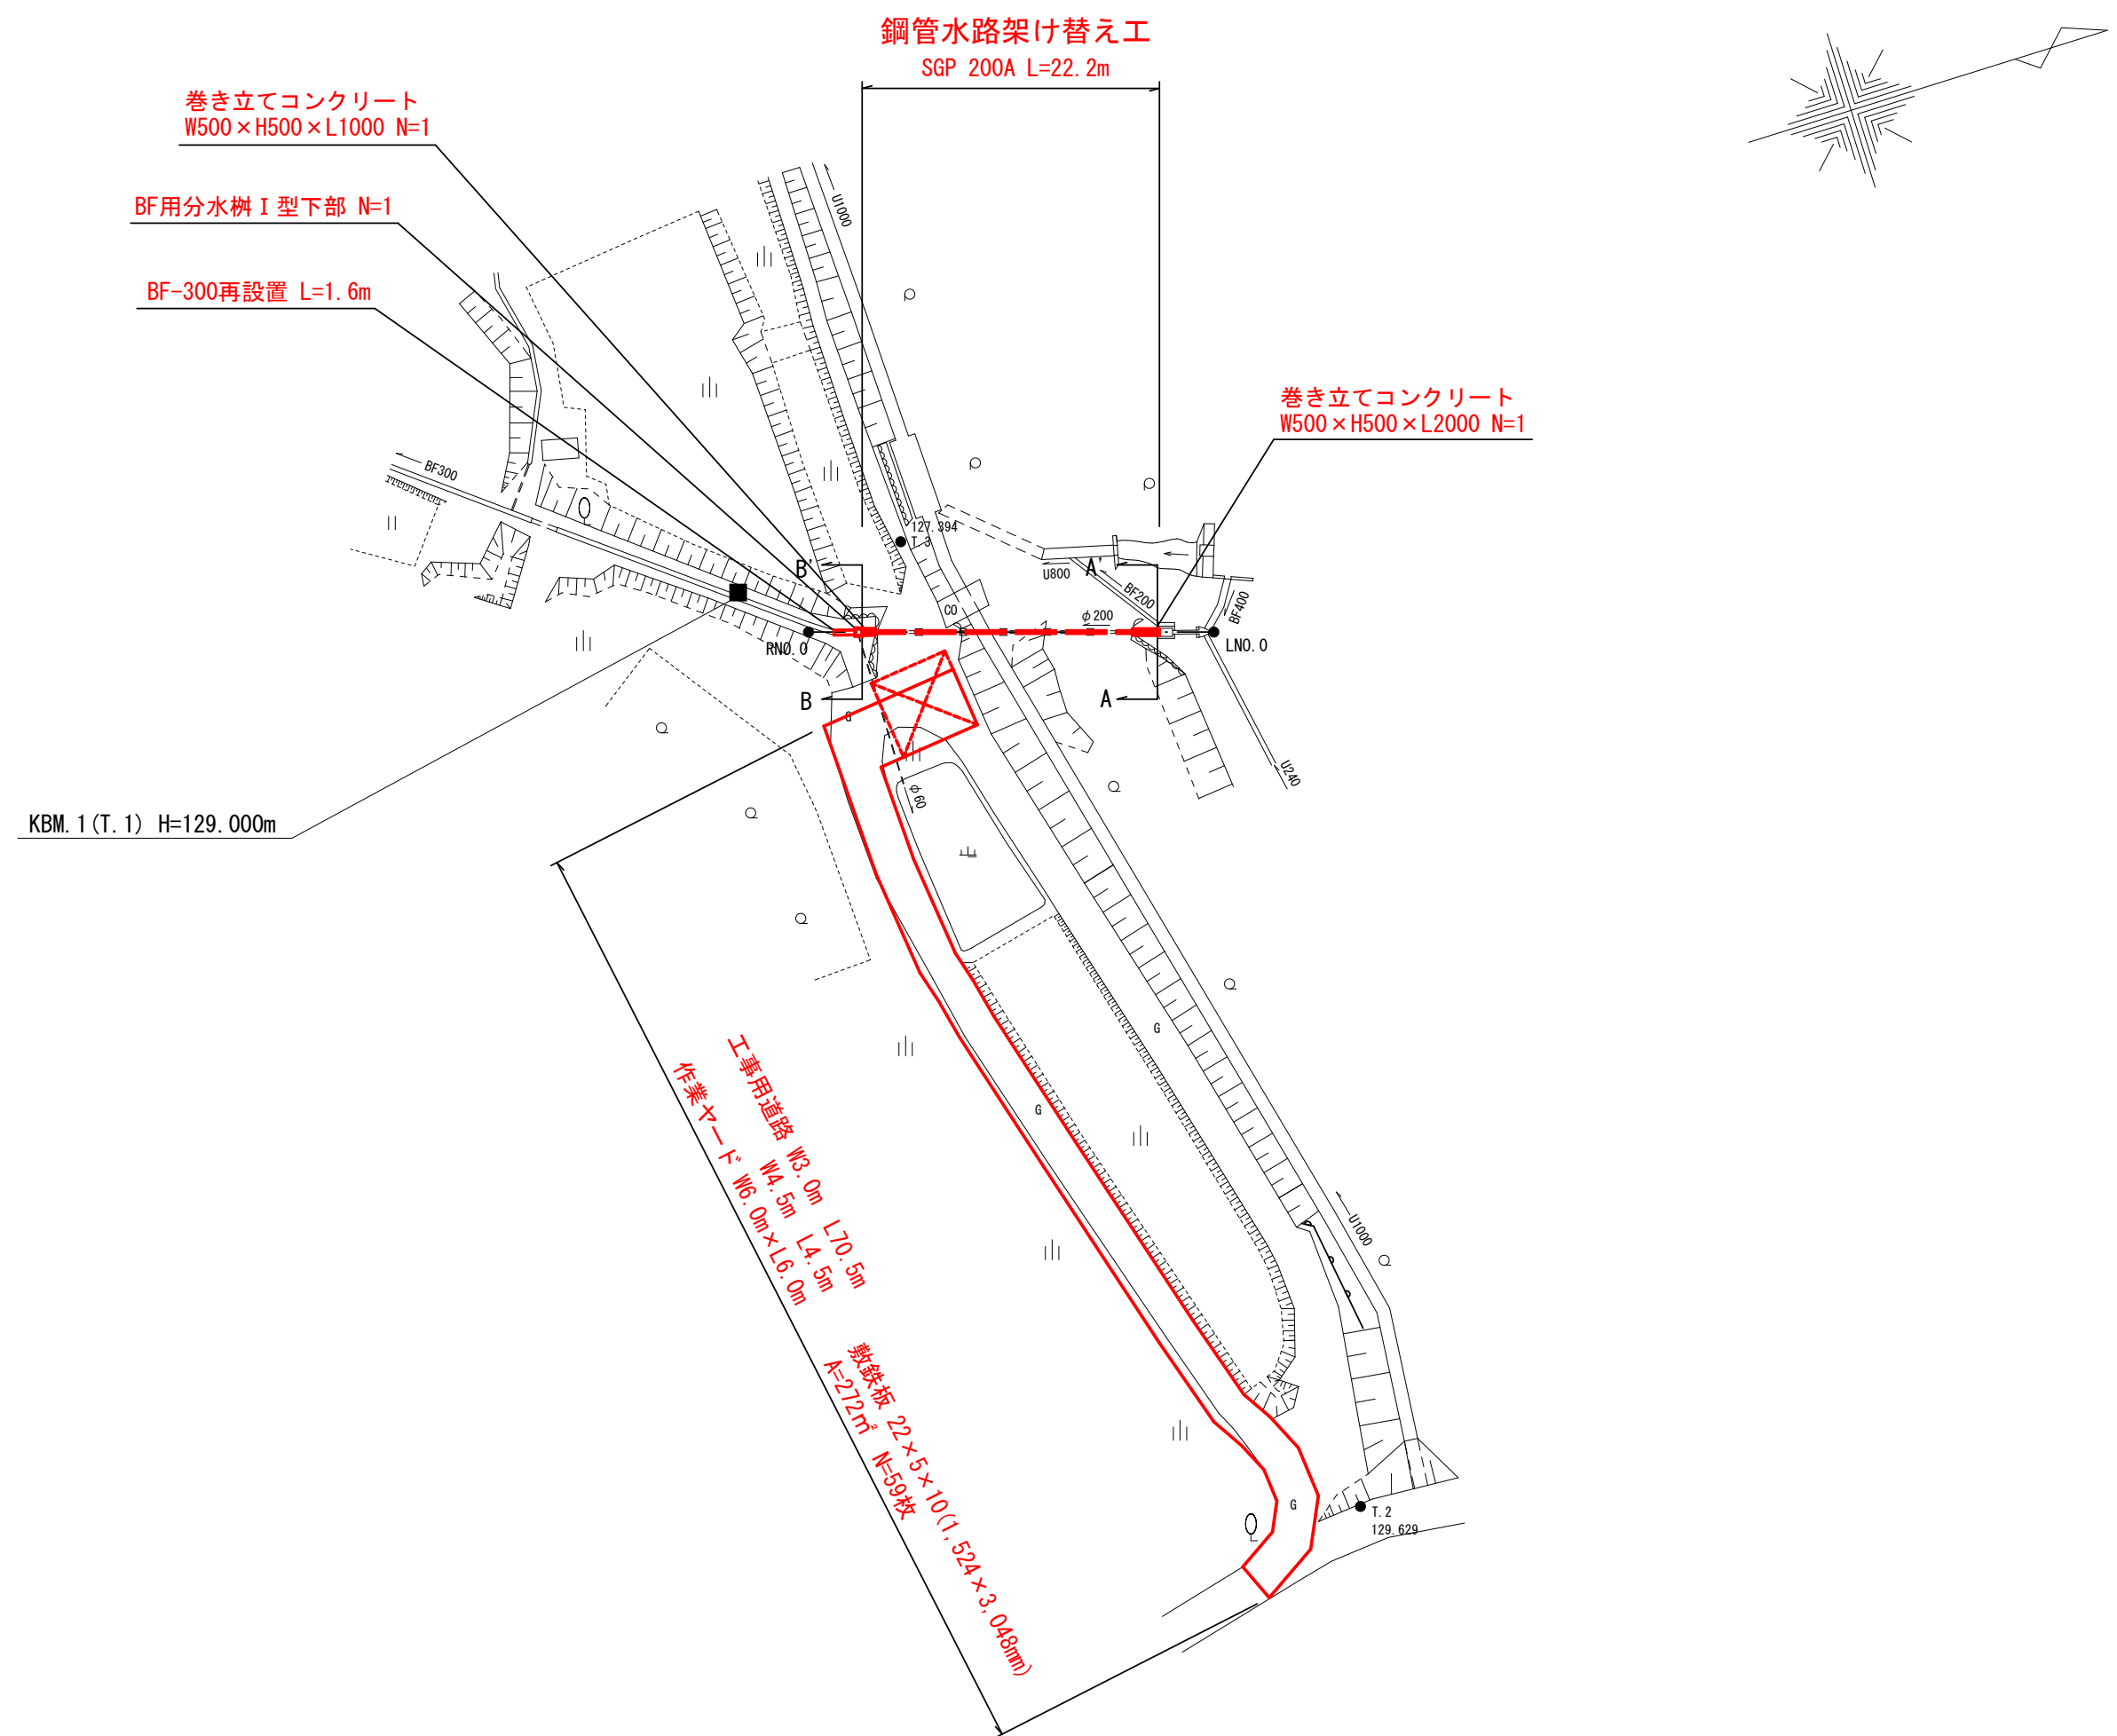 鋼管水路架け替え工
SGP 200A L=22.2m
巻き立てコンクリート
W500×H500×L1000 N=1
BF用分水桝Ⅰ型下部 N=1
BF-300再設置 L=1.6m
巻き立てコンクリート
W500×H500×L2000 N=1
U1000
BF300
127.394
T.3
B'
A'
U800
BF200
BF400
CO
φ200
RNO.0
LNO.0
B
A
G
U240
φ60
KBM.1(T.1) H=129.000m
G
G
工事用道路 W3.0m L70.5m
W4.5m L4.5m
作業ヤード W6.0m×L6.0m
敷鉄板 22×5×10(1,524×3,048mm)
A=272㎡ N=59枚
U1000
G
T.2
129.629